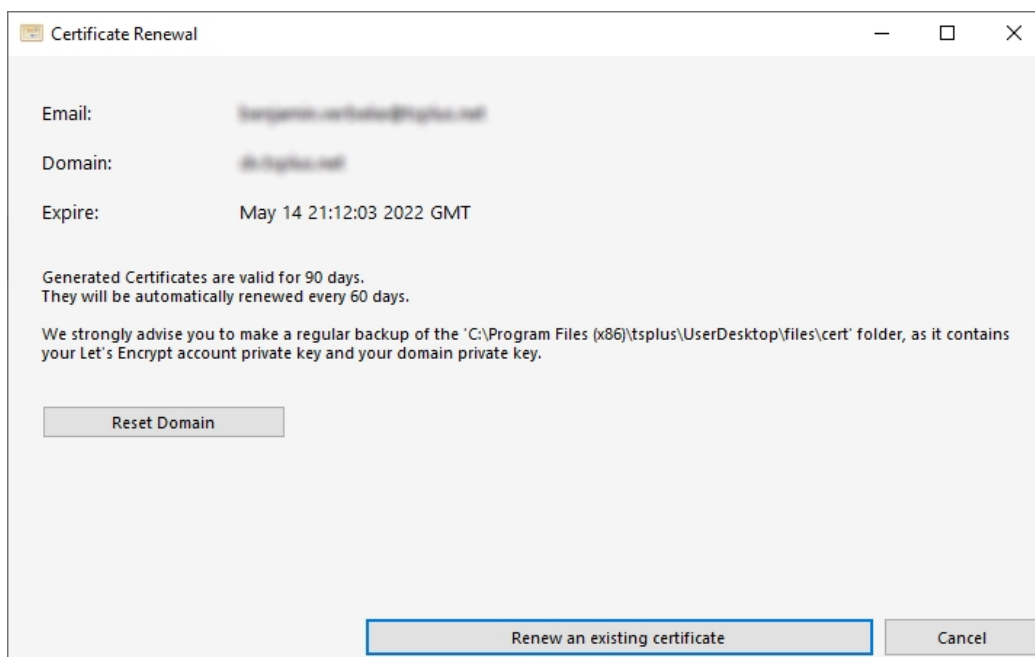 Certificate Renewal
Email:
Domain:
Expire: May 14 21:12:03 2022 GMT
Generated Certificates are valid for 90 days.
They will be automatically renewed every 60 days.
We strongly advise you to make a regular backup of the 'C:\Program Files (x86)\tsplus\UserDesktop\files\cert' folder, as it contains
your Let's Encrypt account private key and your domain private key.
Reset Domain
Renew an existing certificate Cancel